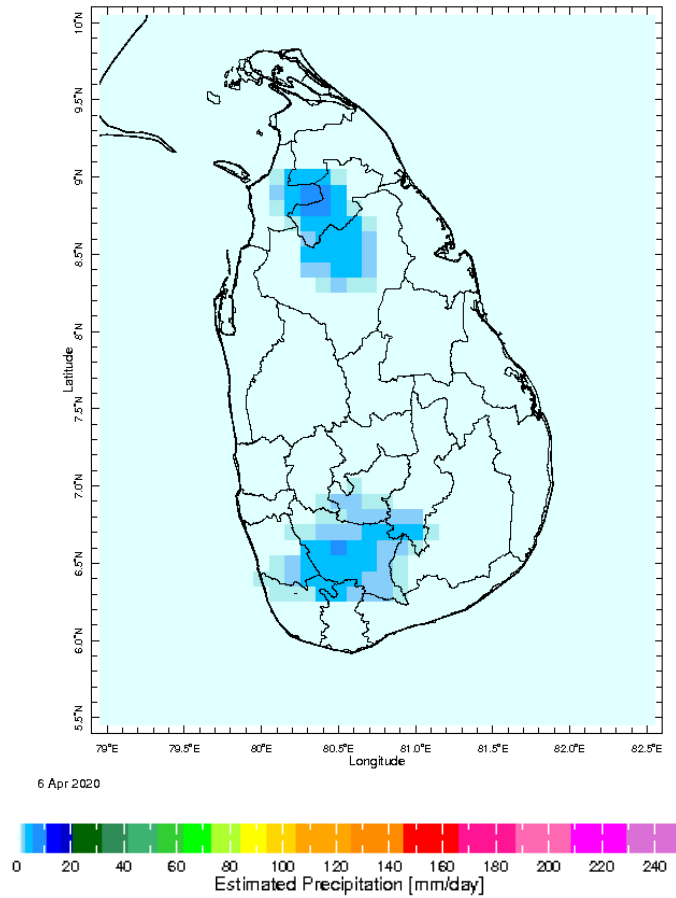 10°N
9.5°N
9°N
8.5°N
8°N
7.5°N
7.0°N
6.5°N
6.0°N
5.5°N
Latitude
79°E 79.5°E 80°E 80.5°E 81.0°E 81.5°E 82.0°E 82.5°E
Longitude
6 Apr 2020
0 20 40 60 80 100 120 140 160 180 200 220 240
Estimated Precipitation [mm/day]